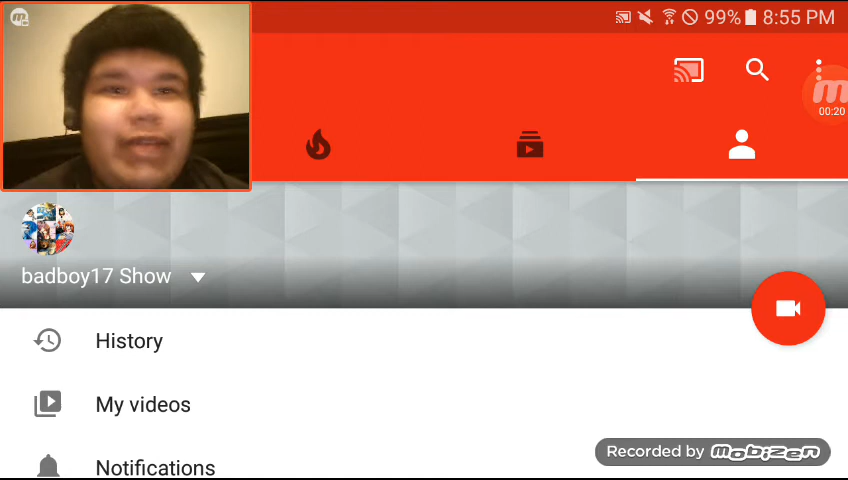 99% 8:55 PM
m
00:20
badboy17 Show
History
My videos
Notifications
Recorded by mobizen